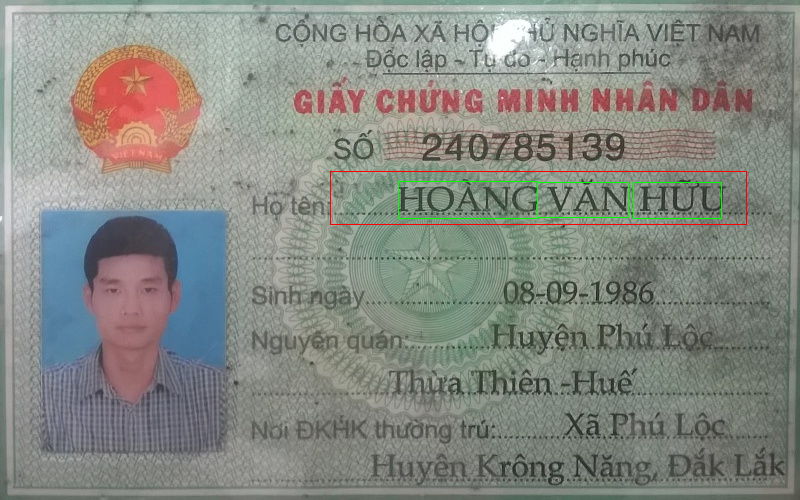 CỘNG HÒA XÃ HỘI CHỦ NGHĨA VIỆT NAM
Độc lập - Tự do - Hạnh phúc
GIẤY CHỨNG MINH NHÂN DÂN
VIỆT NAM
SỐ 240785139
Họ tên: HOÀNG VĂN HỮU
Sinh ngày 08-09-1986
Nguyên quán: Huyện Phú Lộc
Thừa Thiên -Huế
Nơi ĐKHK thường trú: Xã Phú Lộc
Huyện Krông Năng, Đắk Lắk